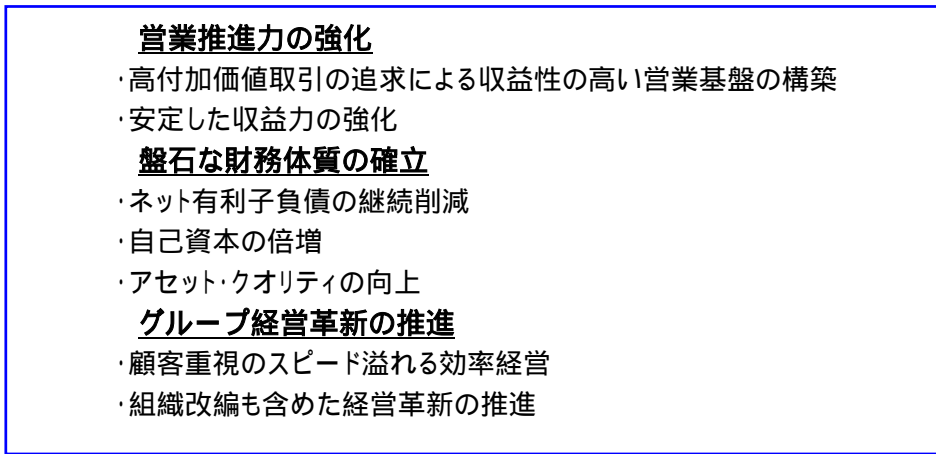 営業推進力の強化
・高付加価値取引の追求による収益性の高い営業基盤の構築
・安定した収益力の強化
盤石な財務体質の確立
・ネット有利子負債の継続削減
・自己資本の倍増
・アセット・クオリティの向上
グループ経営革新の推進
・顧客重視のスピード溢れる効率経営
・組織改編も含めた経営革新の推進